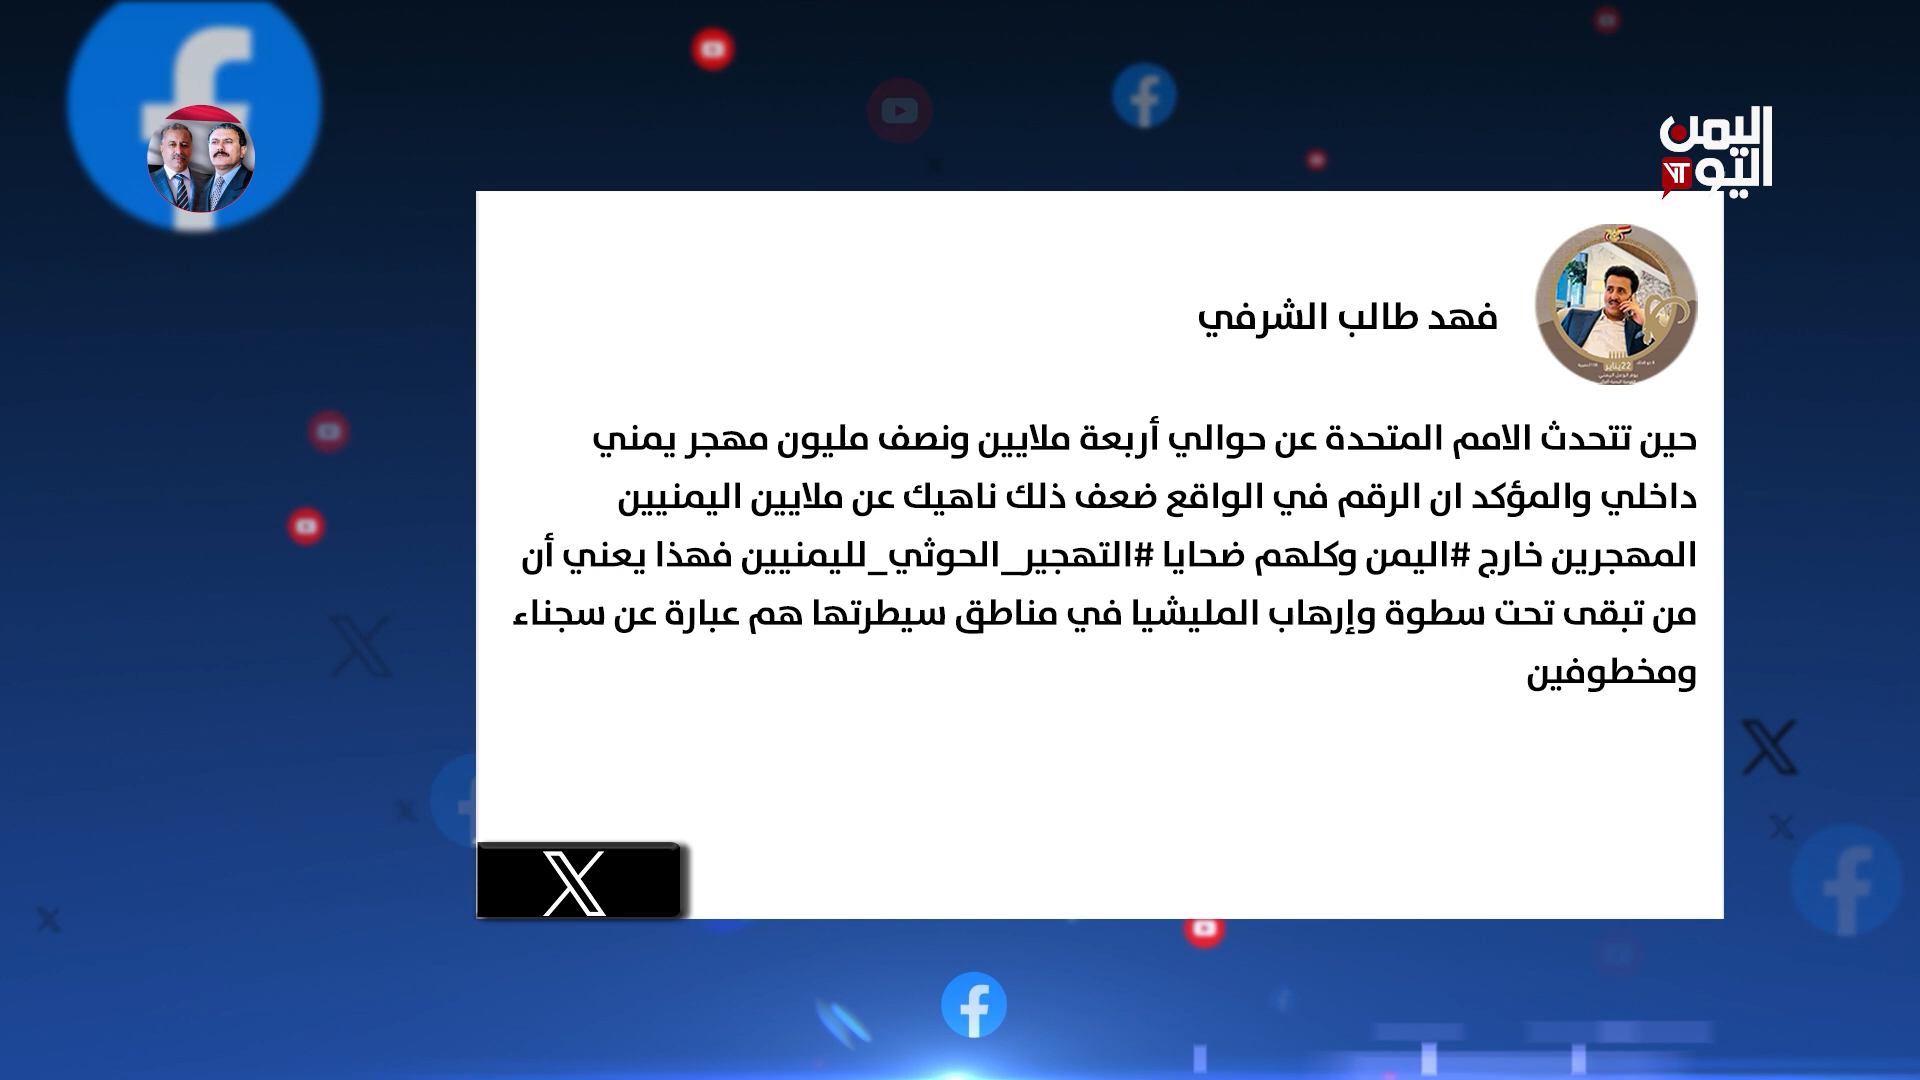 اليمن
اليوم
YT
فهد طالب الشرفي
حين تتحدث الامم المتحدة عن حوالي أربعة ملايين ونصف مليون مهجر يمني
داخلي والمؤكد ان الرقم في الواقع ضعف ذلك ناهيك عن ملايين اليمنيين
المهجرين خارج #اليمن وكلهم ضحايا #التهجير_الحوثي_لليمنيين فهذا يعني أن
من تبقى تحت سطوة وإرهاب المليشيا في مناطق سيطرتها هم عبارة عن سجناء
ومخطوفين
22يناير